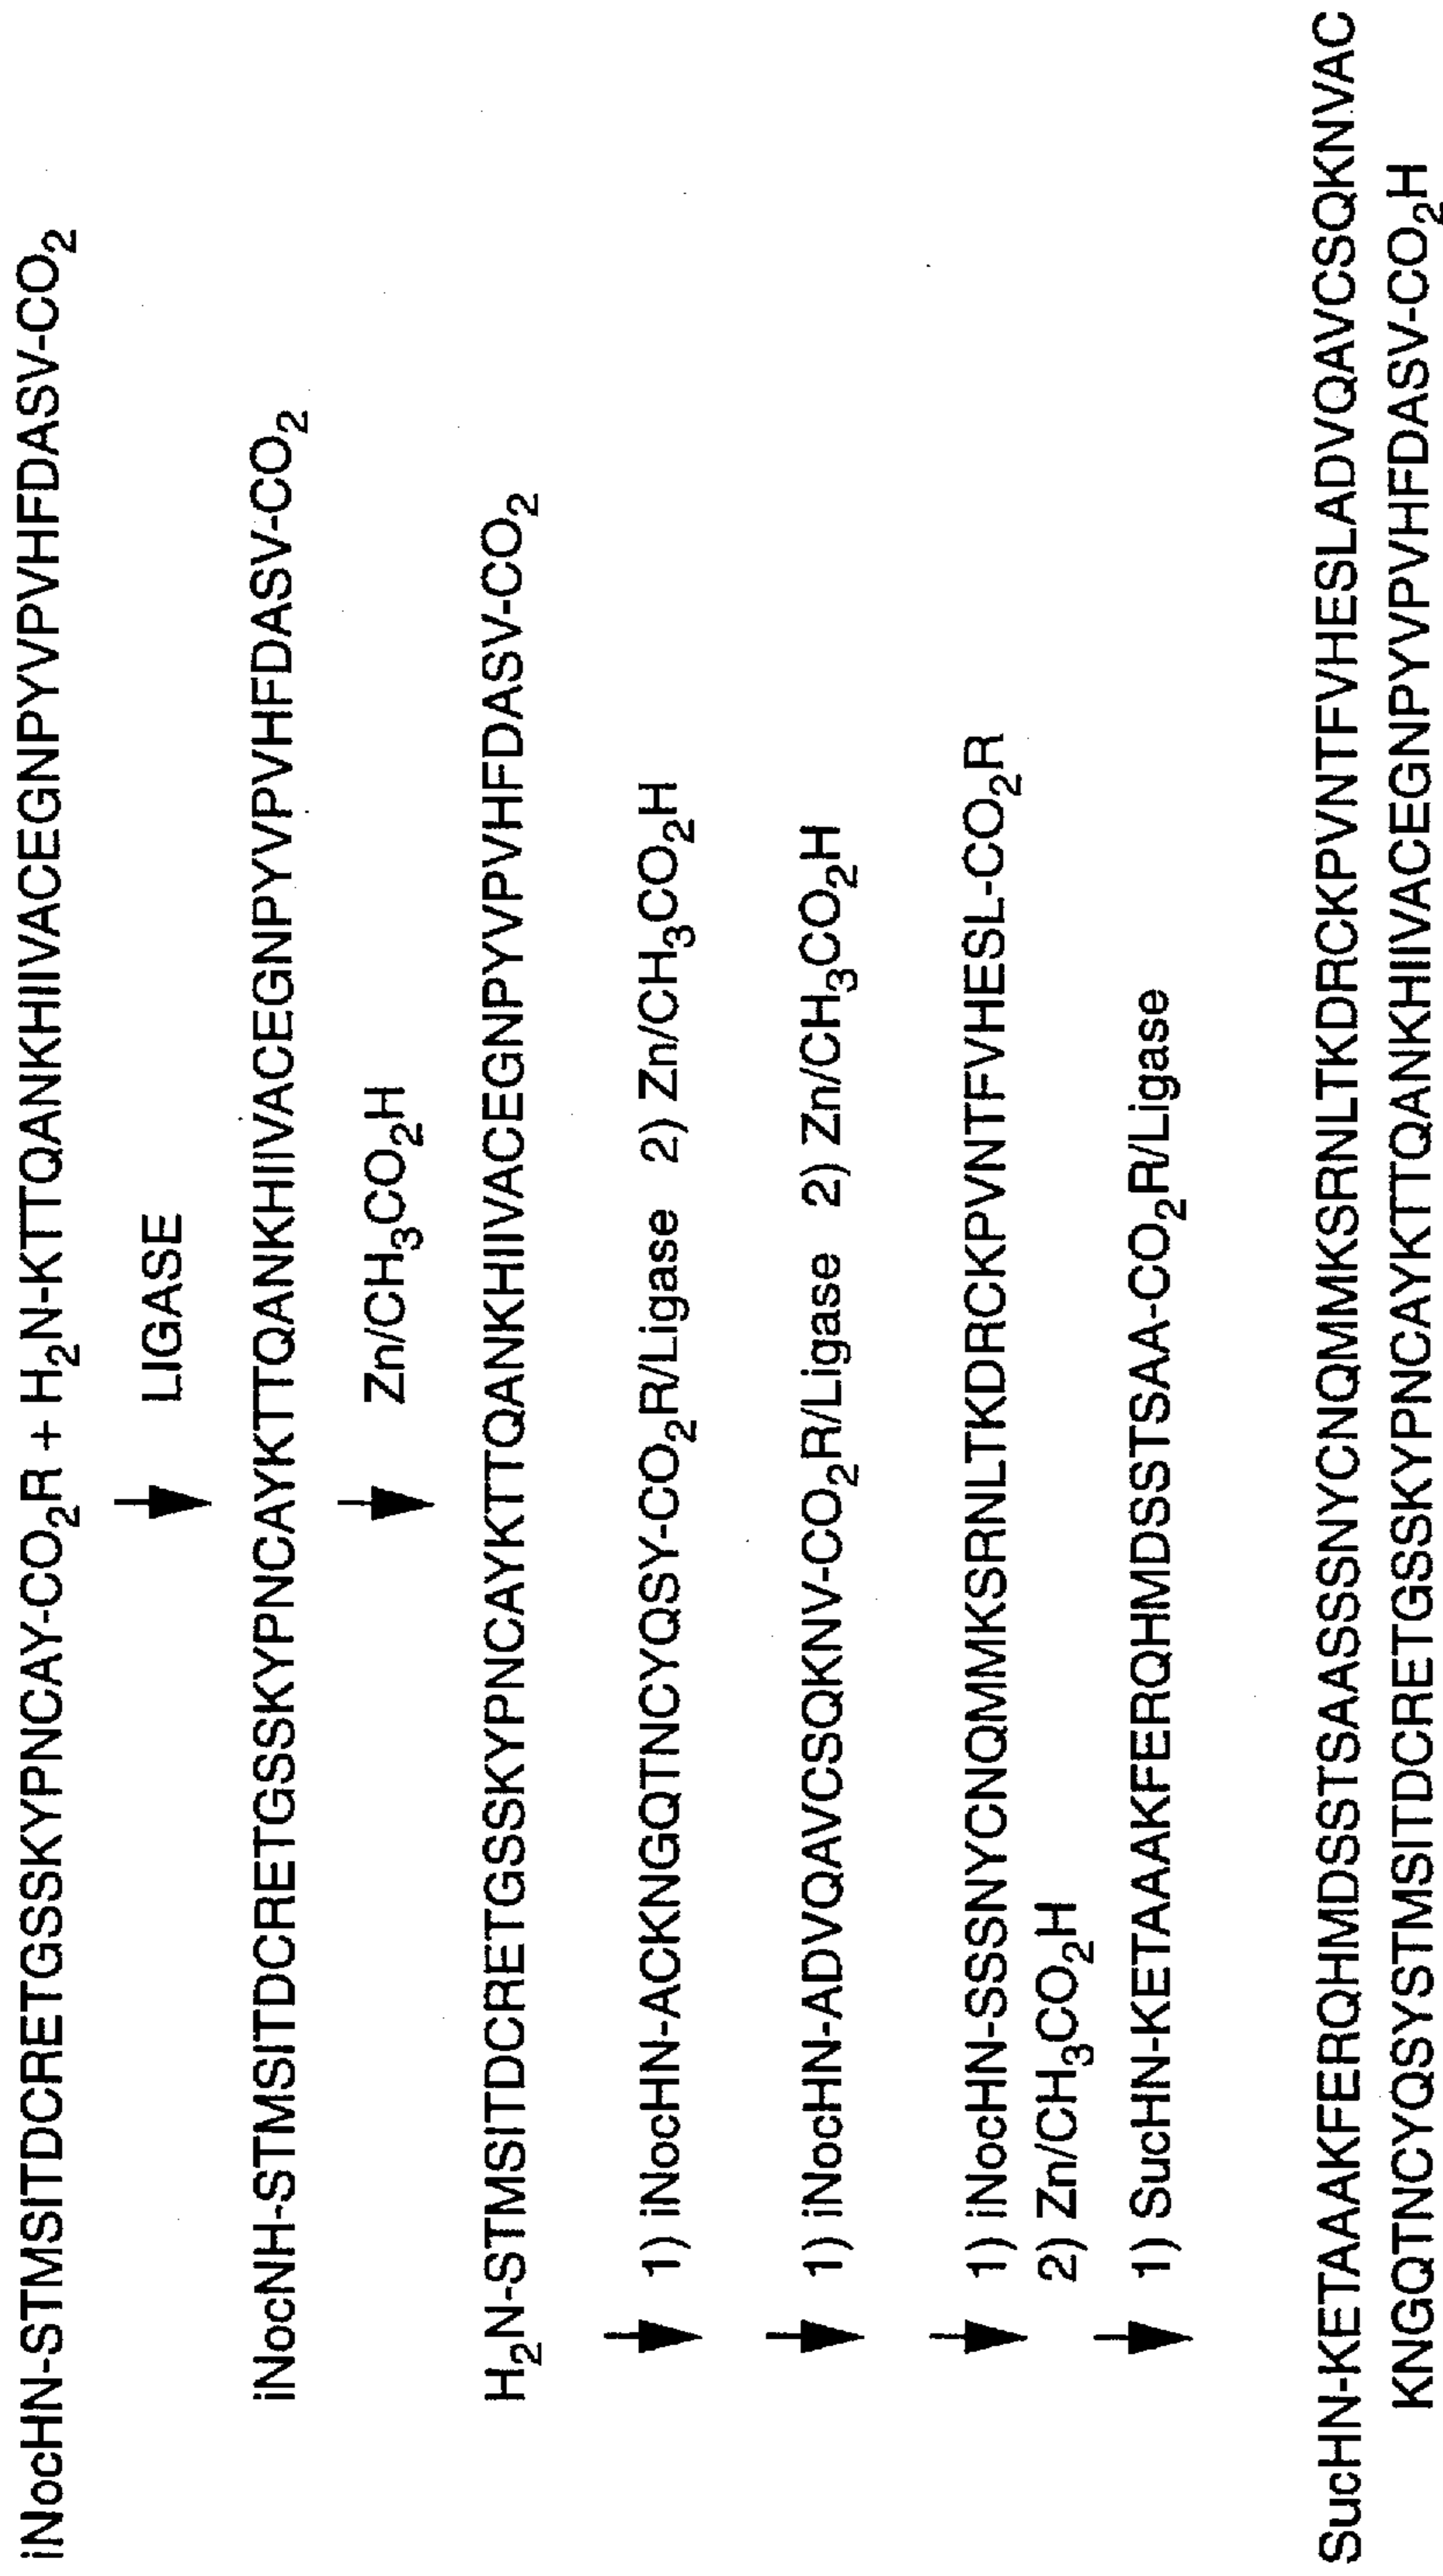 iNocHN-STMSITDCRETGSSKYPNCAY-CO₂R + H₂N-KTTQANKHIIVACEGNPYVPVHFDASV-CO₂
LIGASE
iNocNH-STMSITDCRETGSSKYPNCAYKTTQANKHIIVACEGNPYVPVHFDASV-CO₂
Zn/CH₃CO₂H
H₂N-STMSITDCRETGSSKYPNCAYKTTQANKHIIVACEGNPYVPVHFDASV-CO₂
1) iNocHN-ACKNGQTNCYQSY-CO₂R/Ligase 2) Zn/CH₃CO₂H
1) iNocHN-ADVQAVCSQKNV-CO₂R/Ligase 2) Zn/CH₃CO₂H
1) iNocHN-SSSNYCNQMMKSRNLTKDRCKPVNTFVHESL-CO₂R
2) Zn/CH₃CO₂H
1) SucHN-KETAAAKFERQHMDSSTSAA-CO₂R/Ligase
SucHN-KETAAAKFERQHMDSSTSAASSSNYCNQMMKSRNLTKDRCKPVNTFVHESLADVQAVCSQKNVAC
KNGQTNCYQSYSTMSITDCRETGSSKYPNCAYKTTQANKHIIVACEGNPYVPVHFDASV-CO₂H